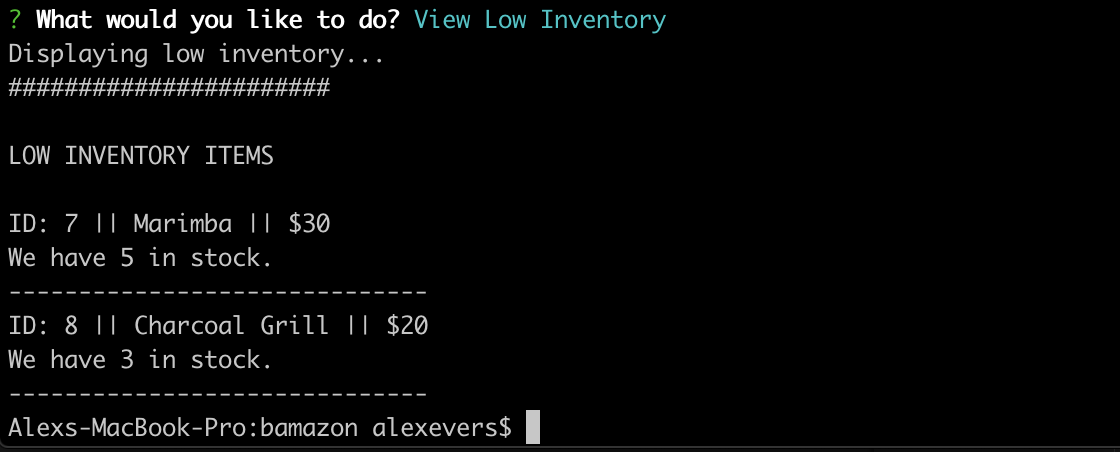 ? What would you like to do? View Low Inventory
Displaying low inventory...
#######################
LOW INVENTORY ITEMS
ID: 7 || Marimba || $30
We have 5 in stock.
------------------------------
ID: 8 || Charcoal Grill || $20
We have 3 in stock.
------------------------------
Alexs-MacBook-Pro:bamazon alexevers$